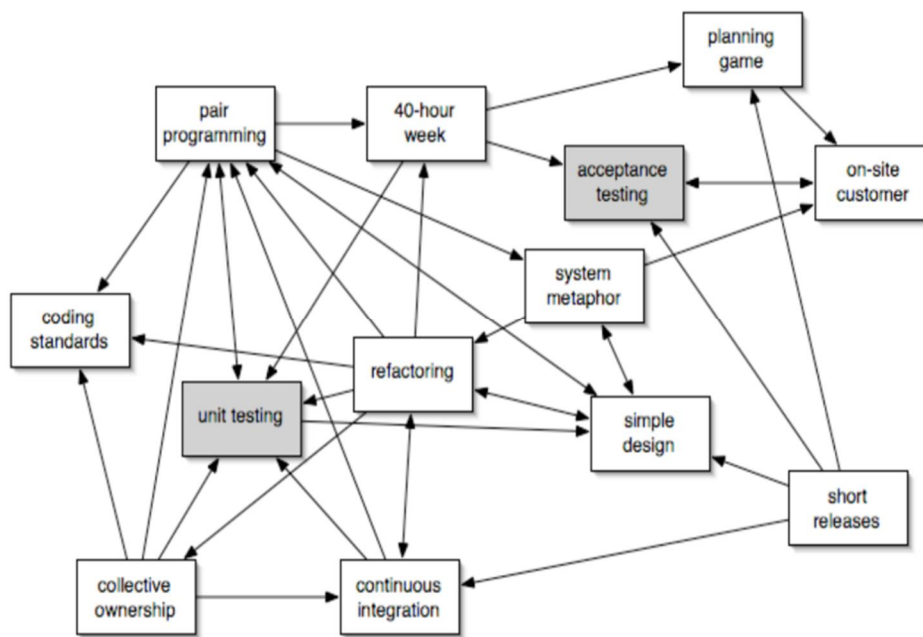 planning
game
pair
programming
40-hour
week
acceptance
testing
on-site
customer
system
metaphor
coding
standards
refactoring
unit testing
simple
design
short
releases
collective
ownership
continuous
integration